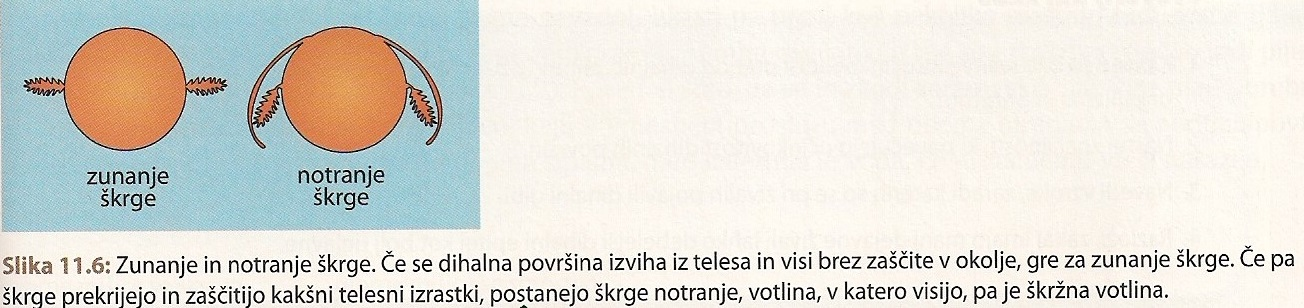 zunanje
škrge
notranje
škrge
Slika 11.6: Zunanje in notranje škrge. Če se dihalna površina izviha iz telesa in visi brez zaščite v okolje, gre za zunanje škrge. Če pa
škrge prekrijejo in zaščitijo kakšni telesni izrastki, postanejo škrge notranje, votlina, v katero visijo, pa je škržna votlina.